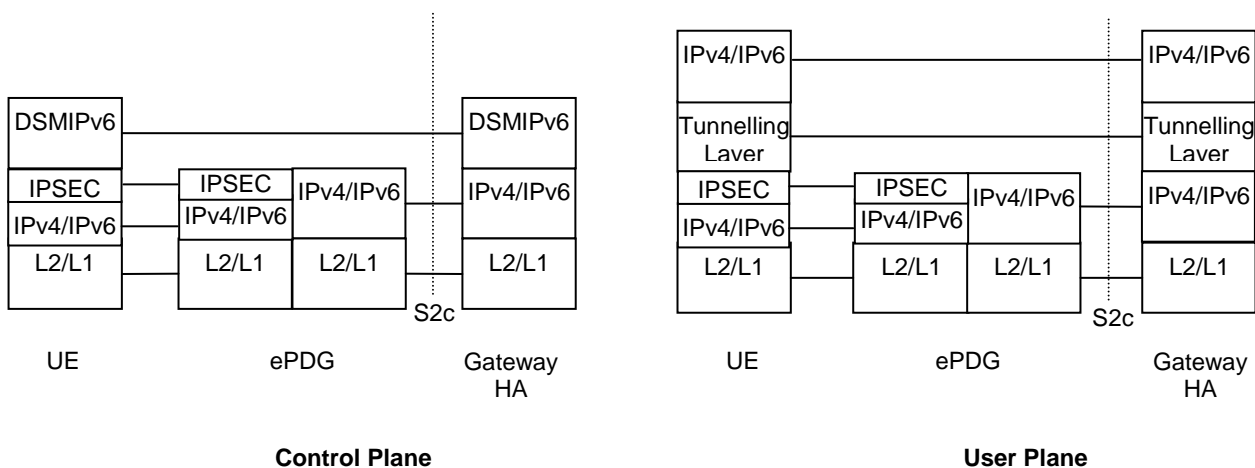 DSMIPv6
DSMIPv6
IPSEC
IPSEC
IPv4/IPv6
IPv4/IPv6
IPv4/IPv6
IPv4/IPv6
L2/L1
L2/L1
L2/L1
L2/L1
S2c
UE
ePDG
Gateway
HA
Control Plane
IPv4/IPv6
IPv4/IPv6
Tunnelling
Layer
Tunnelling
Layer
IPSEC
IPSEC
IPv4/IPv6
IPv4/IPv6
IPv4/IPv6
IPv4/IPv6
L2/L1
L2/L1
L2/L1
L2/L1
S2c
UE
ePDG
Gateway
HA
User Plane